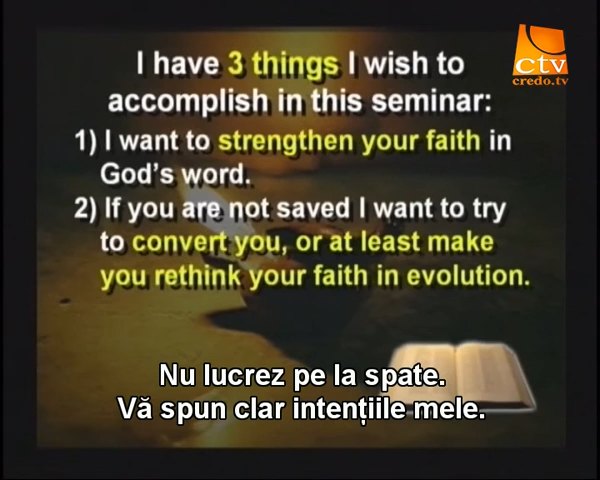 ctv
credo.tv
I have 3 things I wish to
accomplish in this seminar:
1) I want to strengthen your faith in
God's word.
2) If you are not saved I want to try
to convert you, or at least make
you rethink your faith in evolution.
Nu lucrez pe la spate.
Vă spun clar intențiile mele.